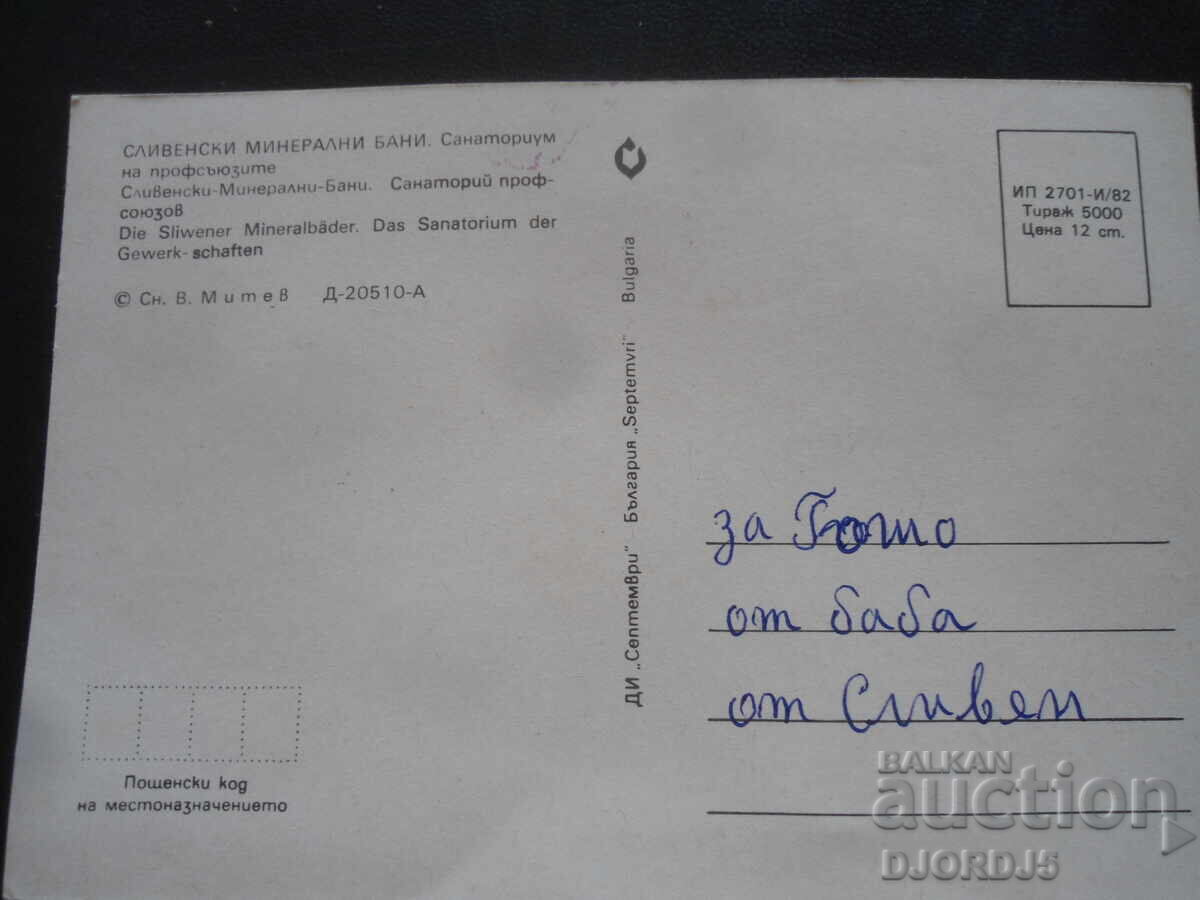 СЛИВЕНСКИ МИНЕРАЛНИ БАНИ. Санаториум
на профсъюзите
Сливенски-Минерални-Бани. Санаторий проф-
союзов
Die Sliwener Mineralbäder. Das Sanatorium der
Gewerk-schaften
© Сн. В. Митев Д-20510-А
ДИ „Септември" България „Septemvri" Bulgaria
ИП 2701-И/82
Тираж 5000
Цена 12 ст.
за Гошо
от баба
от Сливен
Пощенски код
на местоназначението
BALKAN
auction
DJORDJ5